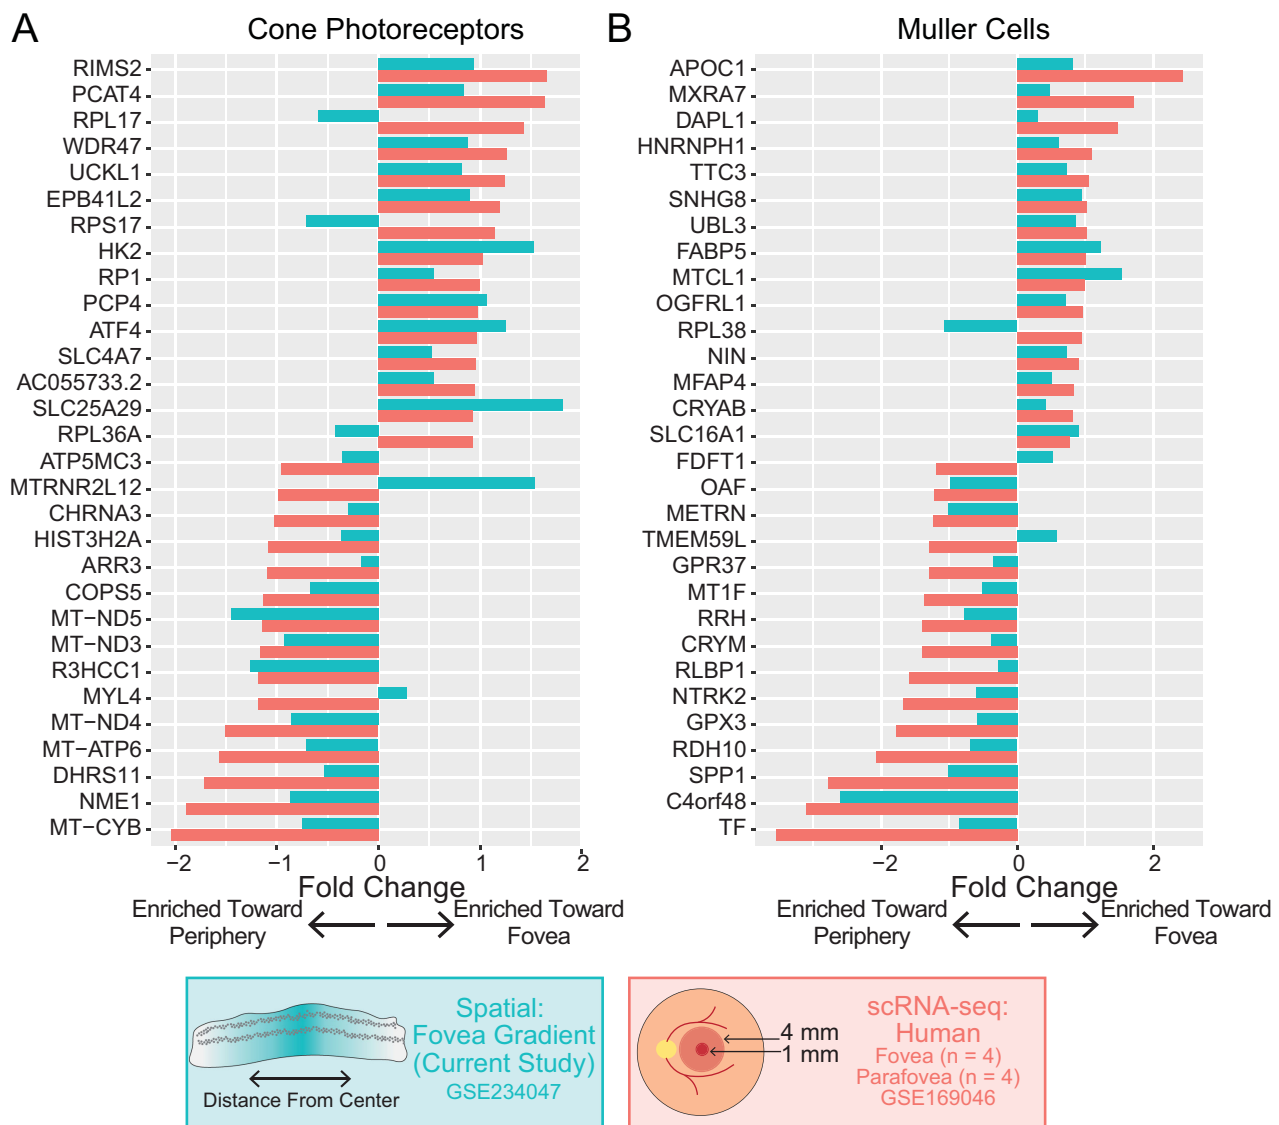 A
Cone Photoreceptors
RIMS2
PCAT4
RPL17
WDR47
UCKL1
EPB41L2
RPS17
HK2
RP1
PCP4
ATF4
SLC4A7
AC055733.2
SLC25A29
RPL36A
ATP5MC3
MTRNR2L12
CHRNA3
HIST3H2A
ARR3
COPS5
MT−ND5
MT−ND3
R3HCC1
MYL4
MT−ND4
MT−ATP6
DHRS11
NME1
MT−CYB
−2 −1 0 1 2
Fold Change
Enriched Toward
Periphery
Enriched Toward
Fovea
B
Muller Cells
APOC1
MXRA7
DAPL1
HNRNPH1
TTC3
SNHG8
UBL3
FABP5
MTCL1
OGFRL1
RPL38
NIN
MFAP4
CRYAB
SLC16A1
FDFT1
OAF
METRN
TMEM59L
GPR37
MT1F
RRH
CRYM
RLBP1
NTRK2
GPX3
RDH10
SPP1
C4orf48
TF
−2 0 2
Fold Change
Enriched Toward
Periphery
Enriched Toward
Fovea
Spatial:
Fovea Gradient
(Current Study)
GSE234047
Distance From Center
4 mm
1 mm
scRNA-seq:
Human
Fovea (n = 4)
Parafovea (n = 4)
GSE169046